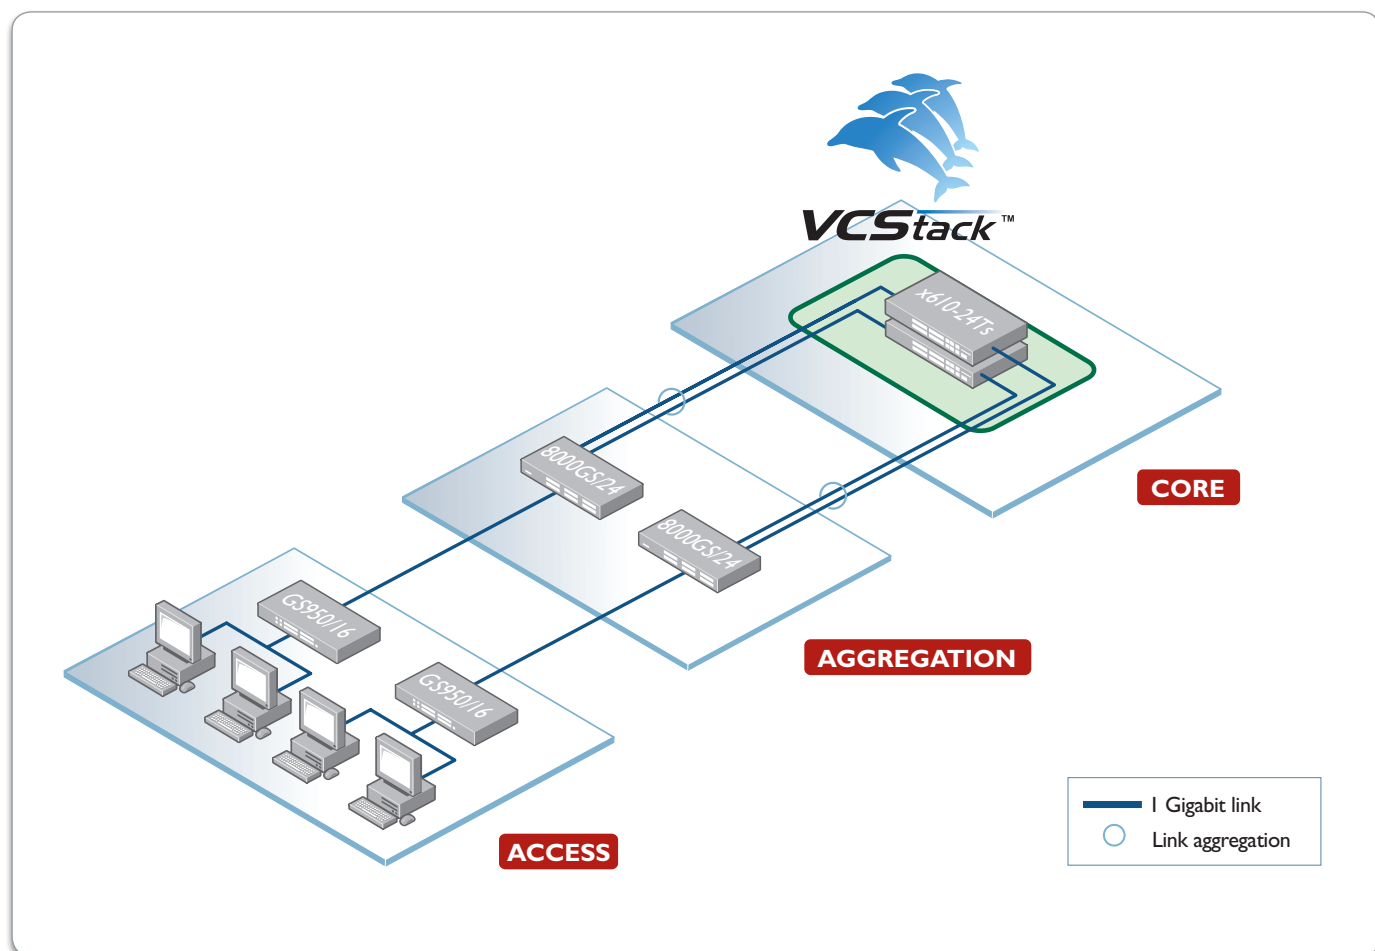 VCStack™
x610-24Ts
CORE
8000GS/24
8000GS/24
AGGREGATION
GS950/16
GS950/16
ACCESS
1 Gigabit link
Link aggregation